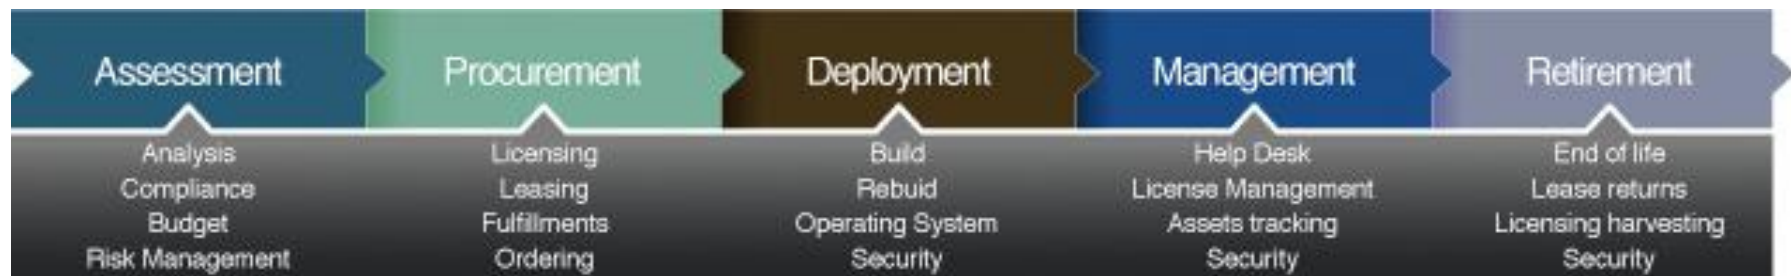 Assessment
Analysis
Compliance
Budget
Risk Management
Procurement
Licensing
Leasing
Fulfillments
Ordering
Deployment
Build
Rebuid
Operating System
Security
Management
Help Desk
License Management
Assets tracking
Security
Retirement
End of life
Lease returns
Licensing harvesting
Security